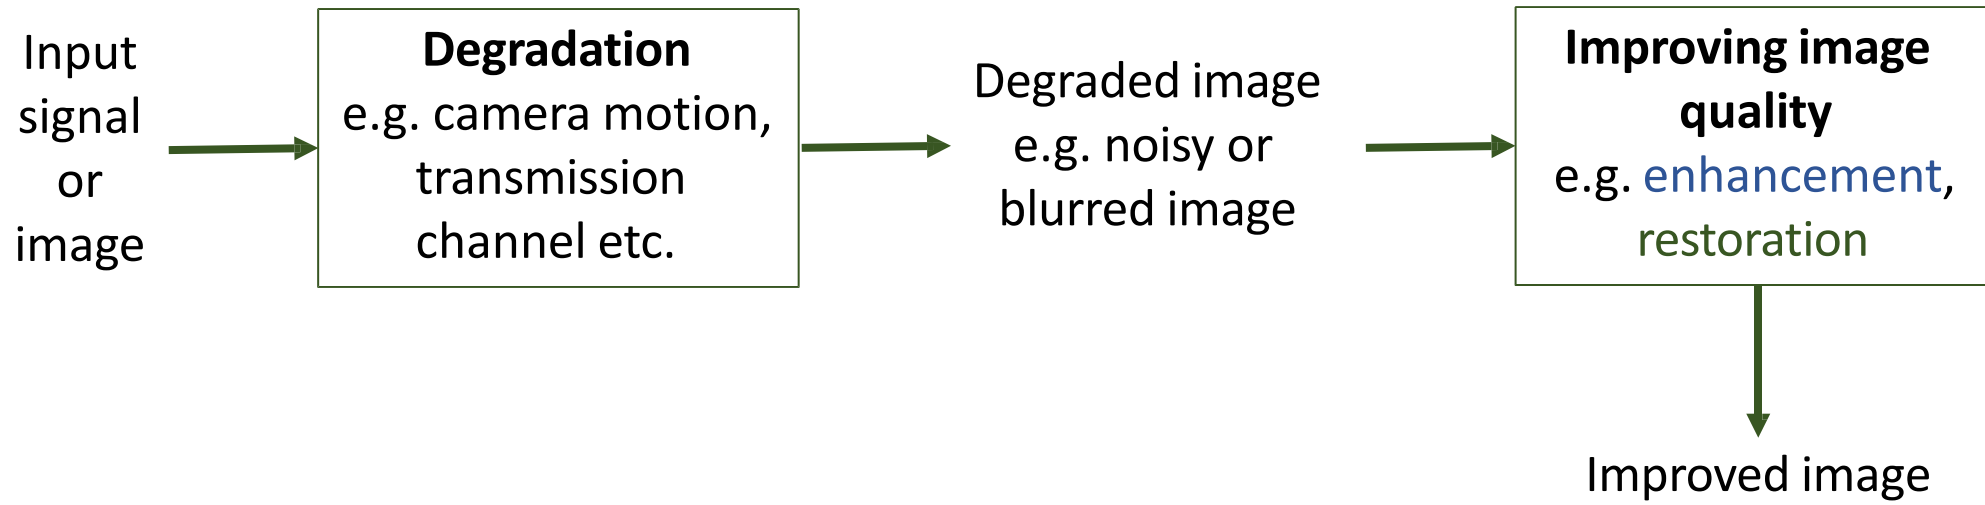 Input
signal
or
image
Degradation
e.g. camera motion,
transmission
channel etc.
Degraded image
e.g. noisy or
blurred image
Improving image
quality
e.g. enhancement,
restoration
Improved image